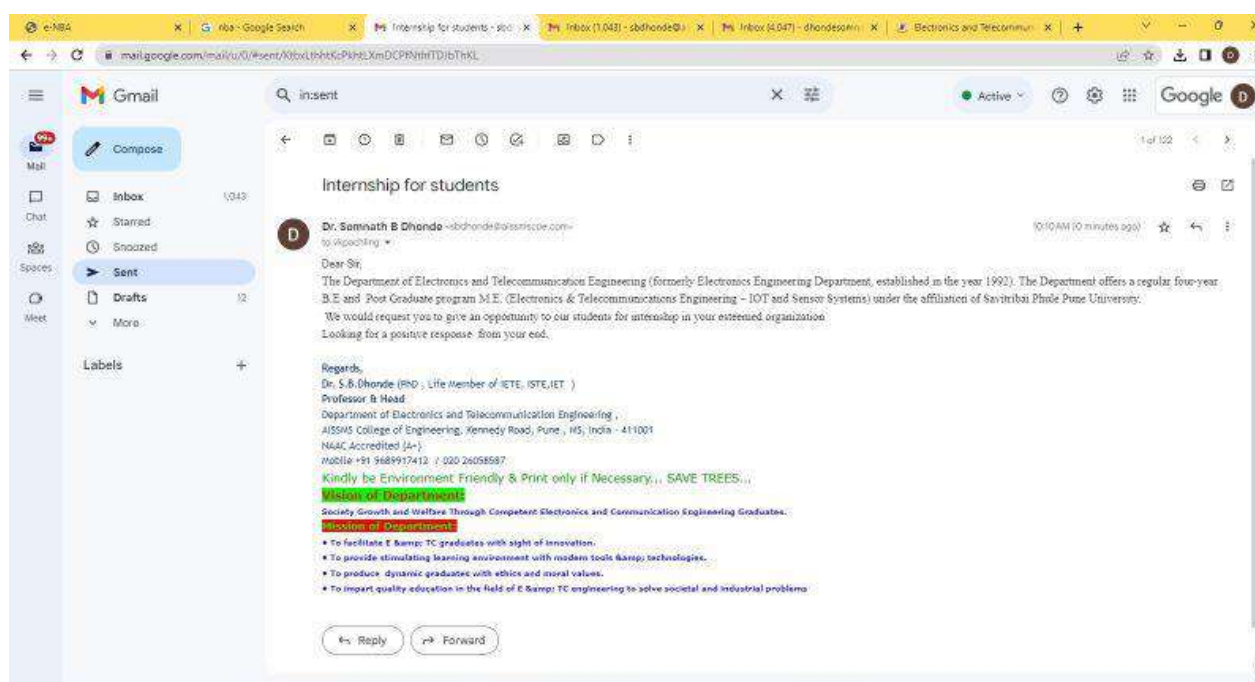 e-NBA
nba - Google Search
Internship for students - sbd
Inbox (1,043) - sbdhonde@
Inbox (4,047) - dhondesomn
Electronics and Telecommun
Gmail
in:sent
Active
Google
D
99+
Mail
Compose
1 of 122
Internship for students
Chat
Inbox 1,043
Starred
Dr. Somnath B Dhonde
10:10 AM (0 minutes ago)
D
Snoozed
Spaces
Sent
Dear Sir,
The Department of Electronics and Telecommunication Engineering (formerly Electronics Engineering Department, established in the year 1992). The Department offers a regular four-year
Drafts 12
B.E and Post Graduate program M.E. (Electronics & Telecommunications Engineering – IOT and Sensor Systems) under the affiliation of Savitribai Phule Pune University.
Meet
More
We would request you to give an opportunity to our students for internship in your esteemed organization
Looking for a positive response from your end.
Labels
Regards,
Dr. S.B.Dhonde (PhD , Life Member of IETE, ISTE,IET )
Professor & Head
Department of Electronics and Telecommunication Engineering ,
AISSMS College of Engineering, Kennedy Road, Pune , MS, India - 411001
NAAC Accredited (A+)
Mobile +91 9689917412 / 020 26058587
Kindly be Environment Friendly & Print only if Necessary... SAVE TREES...
Vision of Department:
Society Growth and Welfare Through Competent Electronics and Communication Engineering Graduates.
Mission of Department:
• To facilitate E &amp; TC graduates with sight of innovation.
• To provide stimulating learning environment with modern tools &amp; technologies.
• To produce dynamic graduates with ethics and moral values.
• To impart quality education in the field of E &amp; TC engineering to solve societal and industrial problems
Reply
Forward